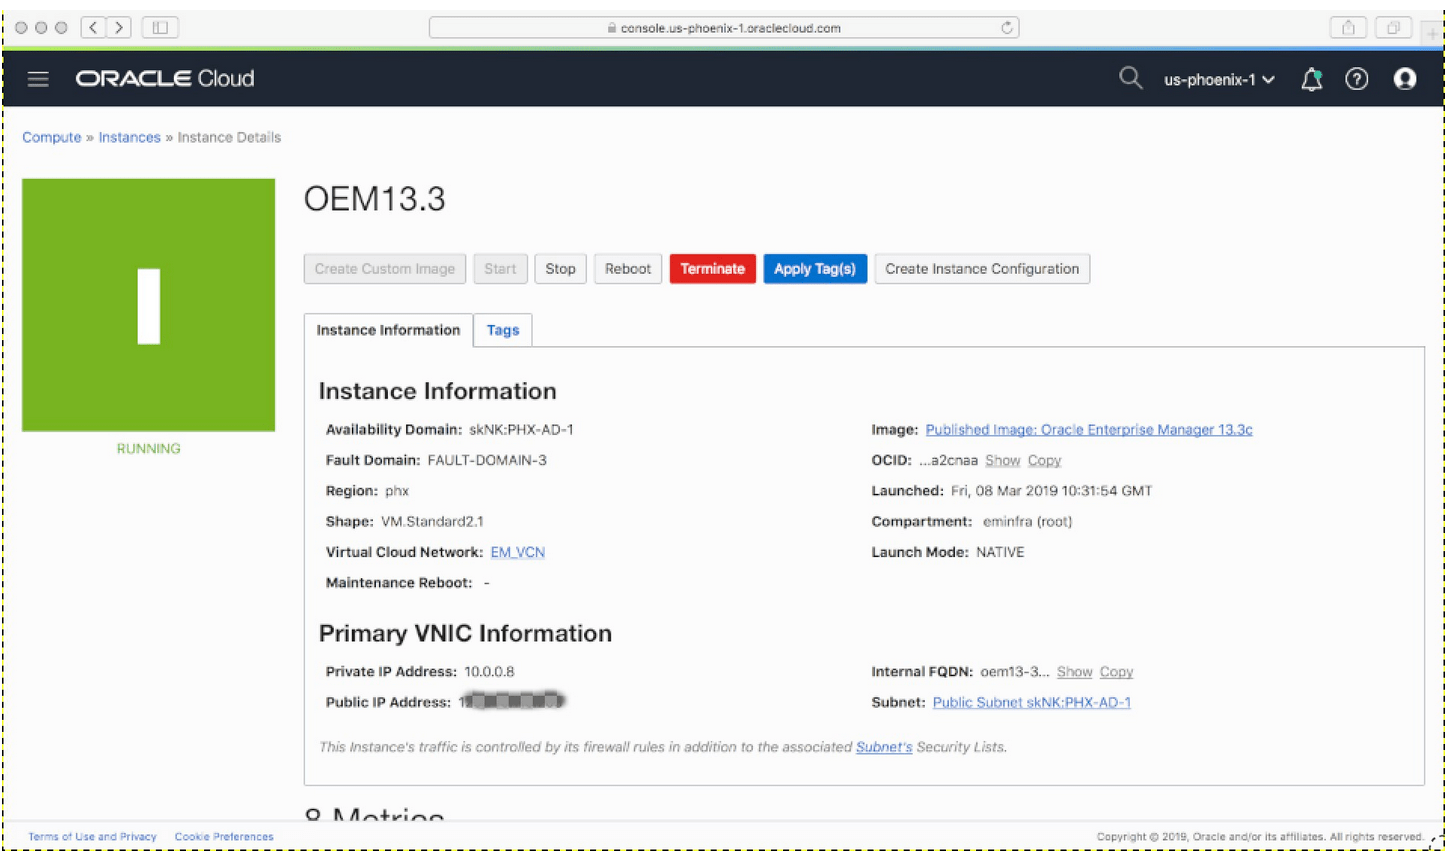 console.us-phoenix-1.oraclecloud.com
ORACLE Cloud
us-phoenix-1
Compute » Instances » Instance Details
OEM13.3
Create Custom Image Start Stop Reboot Terminate Apply Tag(s) Create Instance Configuration
Instance Information Tags
Instance Information
Availability Domain: skNK:PHX-AD-1
Image: Published Image: Oracle Enterprise Manager 13.3c
RUNNING
Fault Domain: FAULT-DOMAIN-3
OCID: ...a2cnaa Show Copy
Region: phx
Launched: Fri, 08 Mar 2019 10:31:54 GMT
Shape: VM.Standard2.1
Compartment: eminfra (root)
Virtual Cloud Network: EM_VCN
Launch Mode: NATIVE
Maintenance Reboot: -
Primary VNIC Information
Private IP Address: 10.0.0.8
Internal FQDN: oem13-3... Show Copy
Public IP Address:
Subnet: Public Subnet skNK:PHX-AD-1
This Instance's traffic is controlled by its firewall rules in addition to the associated Subnet's Security Lists.
8 Metrics
Terms of Use and Privacy Cookie Preferences
Copyright © 2019, Oracle and/or its affiliates. All rights reserved.